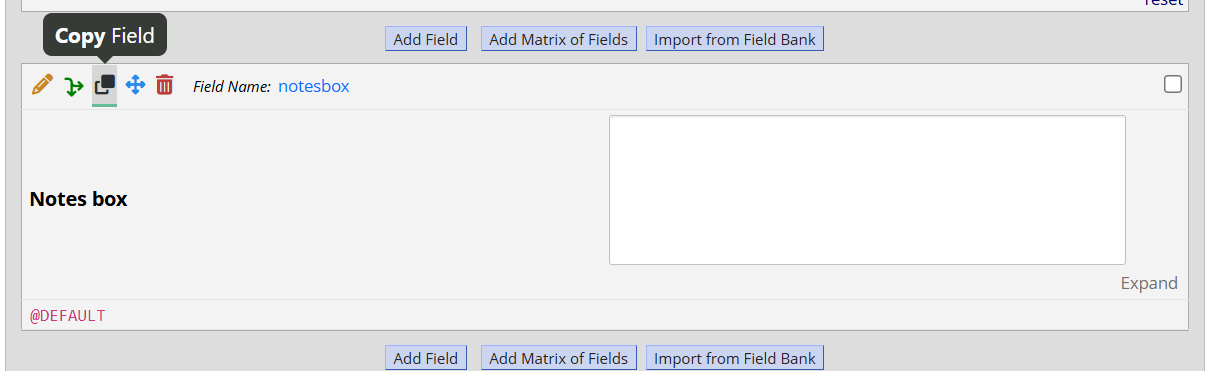 reset
Copy Field
Add Field Add Matrix of Fields Import from Field Bank
Field Name: notesbox
Notes box
Expand
@DEFAULT
Add Field Add Matrix of Fields Import from Field Bank